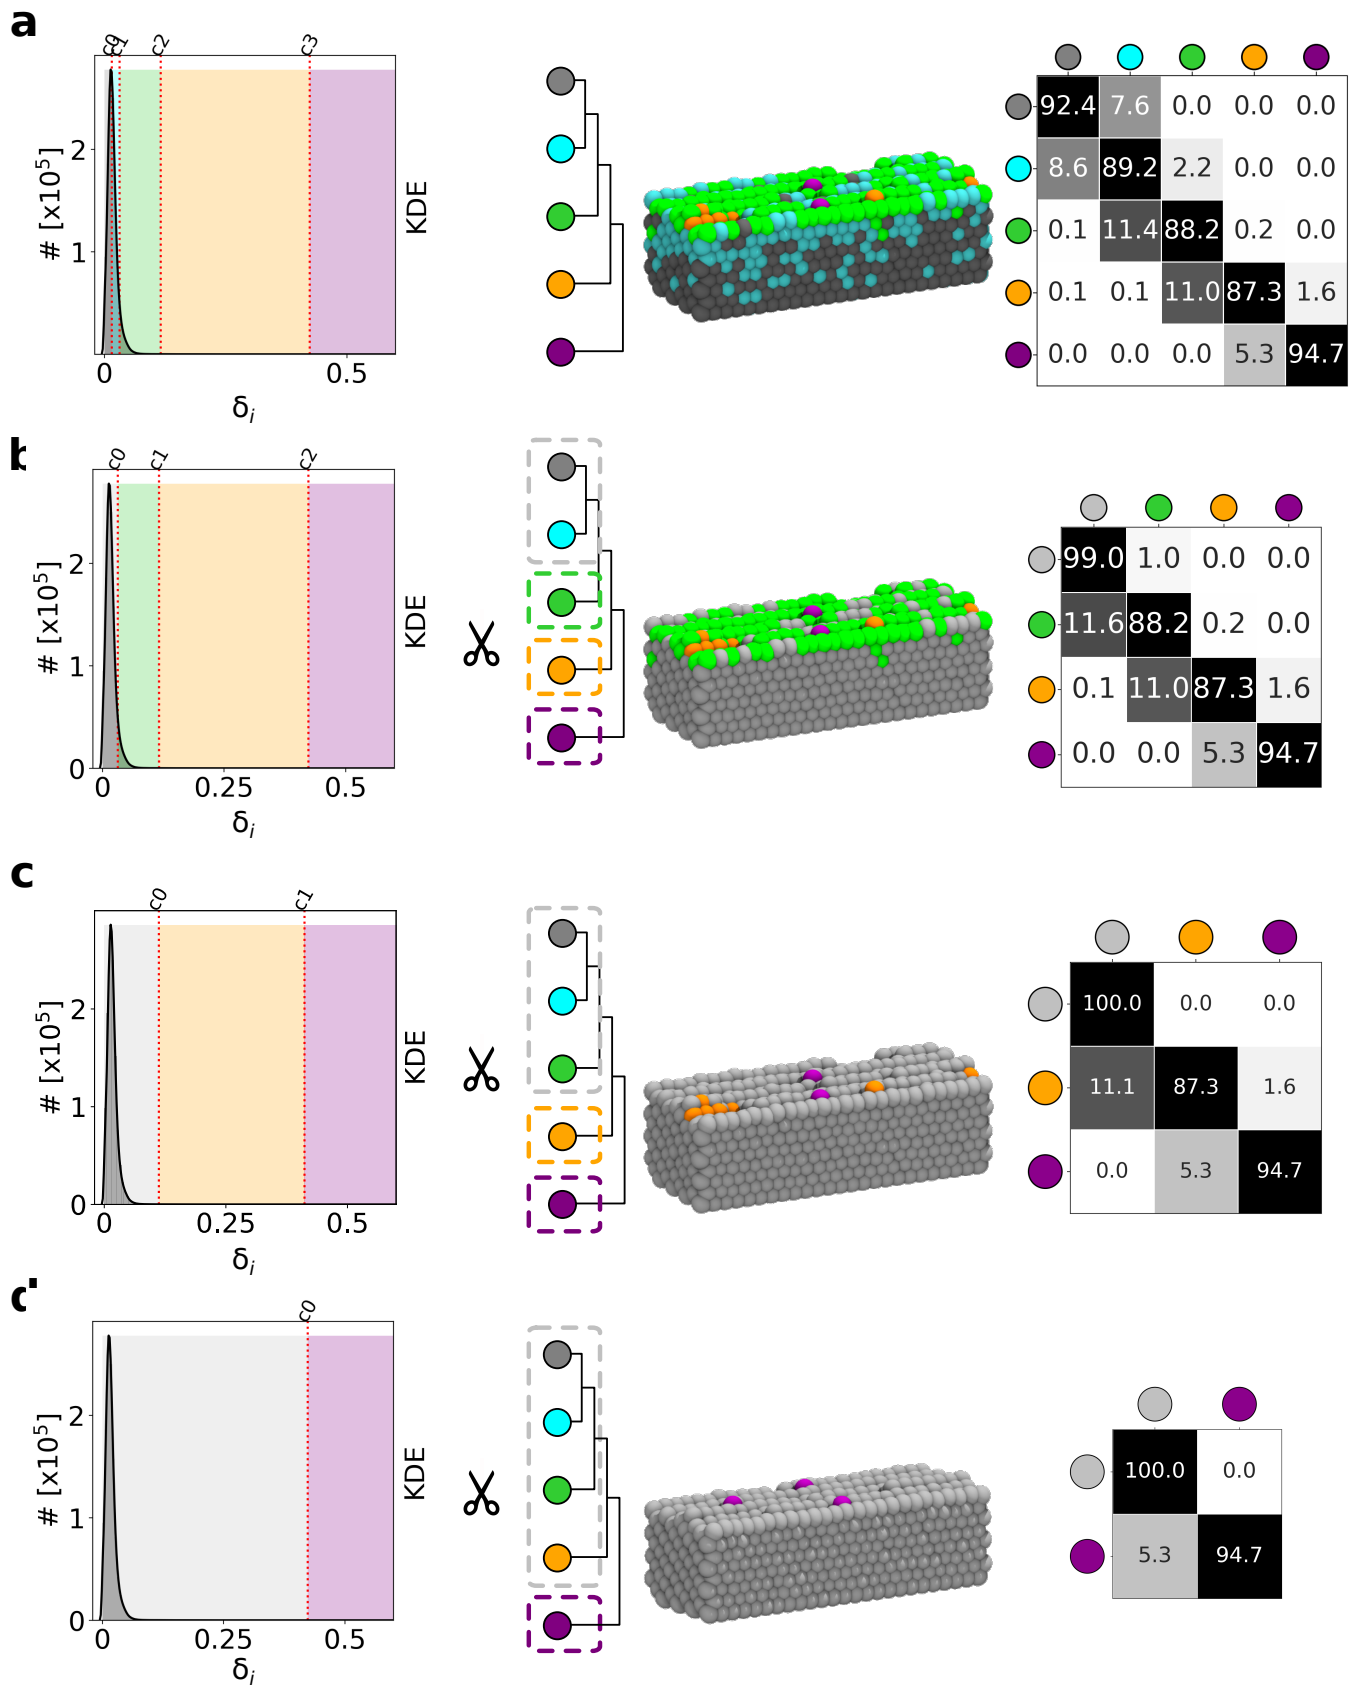 a
c0 c1 c2 c3
# [x10⁵]
2
1
0 0.5
δᵢ
KDE
92.4 7.6 0.0 0.0 0.0
8.6 89.2 2.2 0.0 0.0
0.1 11.4 88.2 0.2 0.0
0.1 0.1 11.0 87.3 1.6
0.0 0.0 0.0 5.3 94.7
b
c0 c1 c2
# [x10⁵]
2
1
0
0 0.25 0.5
δᵢ
KDE
99.0 1.0 0.0 0.0
11.6 88.2 0.2 0.0
0.1 11.0 87.3 1.6
0.0 0.0 5.3 94.7
c
c0 c1
# [x10⁵]
2
1
0
0 0.25 0.5
δᵢ
KDE
100.0 0.0 0.0
11.1 87.3 1.6
0.0 5.3 94.7
d
c0
# [x10⁵]
2
1
0
0 0.25 0.5
δᵢ
KDE
100.0 0.0
5.3 94.7